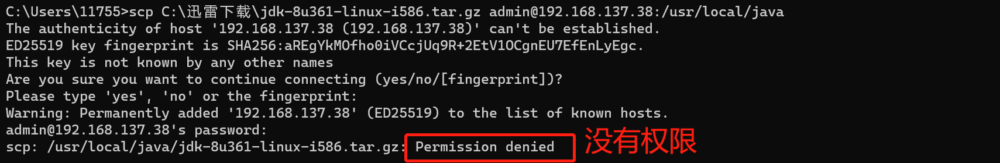 C:\Users\11755>scp C:\迅雷下载\jdk-8u361-linux-i586.tar.gz admin@192.168.137.38:/usr/local/java
The authenticity of host '192.168.137.38 (192.168.137.38)' can't be established.
ED25519 key fingerprint is SHA256:aREgYkMOfho0iVCcjUq9R+2EtV1OCgnEU7EfEnLyEgc.
This key is not known by any other names
Are you sure you want to continue connecting (yes/no/[fingerprint])?
Please type 'yes', 'no' or the fingerprint:
Warning: Permanently added '192.168.137.38' (ED25519) to the list of known hosts.
admin@192.168.137.38's password:
scp: /usr/local/java/jdk-8u361-linux-i586.tar.gz: Permission denied 没有权限